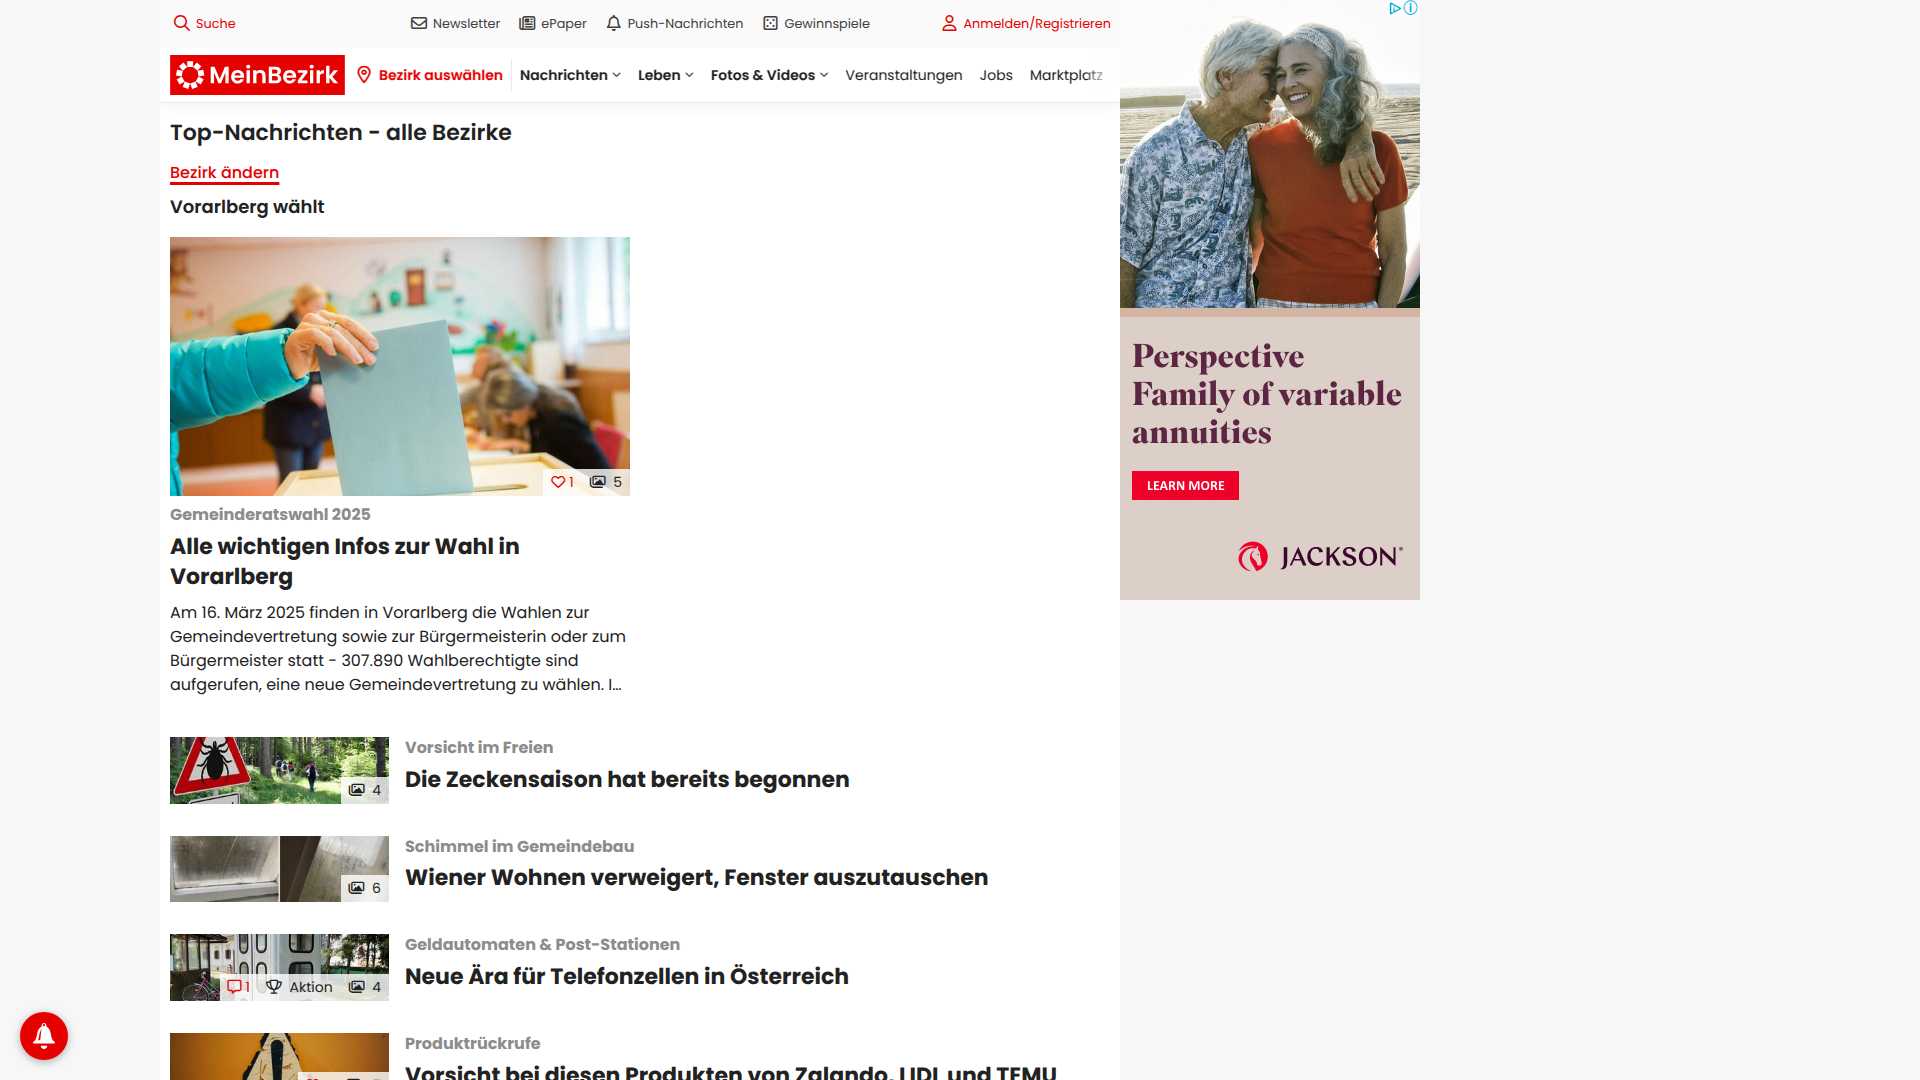 Suche
Newsletter
ePaper
Push-Nachrichten
Gewinnspiele
Anmelden/Registrieren
MeinBezirk
Bezirk auswählen
Nachrichten
Leben
Fotos & Videos
Veranstaltungen
Jobs
Marktplatz
Top-Nachrichten - alle Bezirke
Bezirk ändern
Vorarlberg wählt
1
5
Gemeinderatswahl 2025
Alle wichtigen Infos zur Wahl in
Vorarlberg
Am 16. März 2025 finden in Vorarlberg die Wahlen zur
Gemeindevertretung sowie zur Bürgermeisterin oder zum
Bürgermeister statt - 307.890 Wahlberechtigte sind
aufgerufen, eine neue Gemeindevertretung zu wählen. I...
4
Vorsicht im Freien
Die Zeckensaison hat bereits begonnen
6
Schimmel im Gemeindebau
Wiener Wohnen verweigert, Fenster auszutauschen
1
Aktion
4
Geldautomaten & Post-Stationen
Neue Ära für Telefonzellen in Österreich
Produktrückrufe
Vorsicht bei diesen Produkten von Zalando, LIDL und TEMU
Perspective
Family of variable
annuities
LEARN MORE
JACKSON®